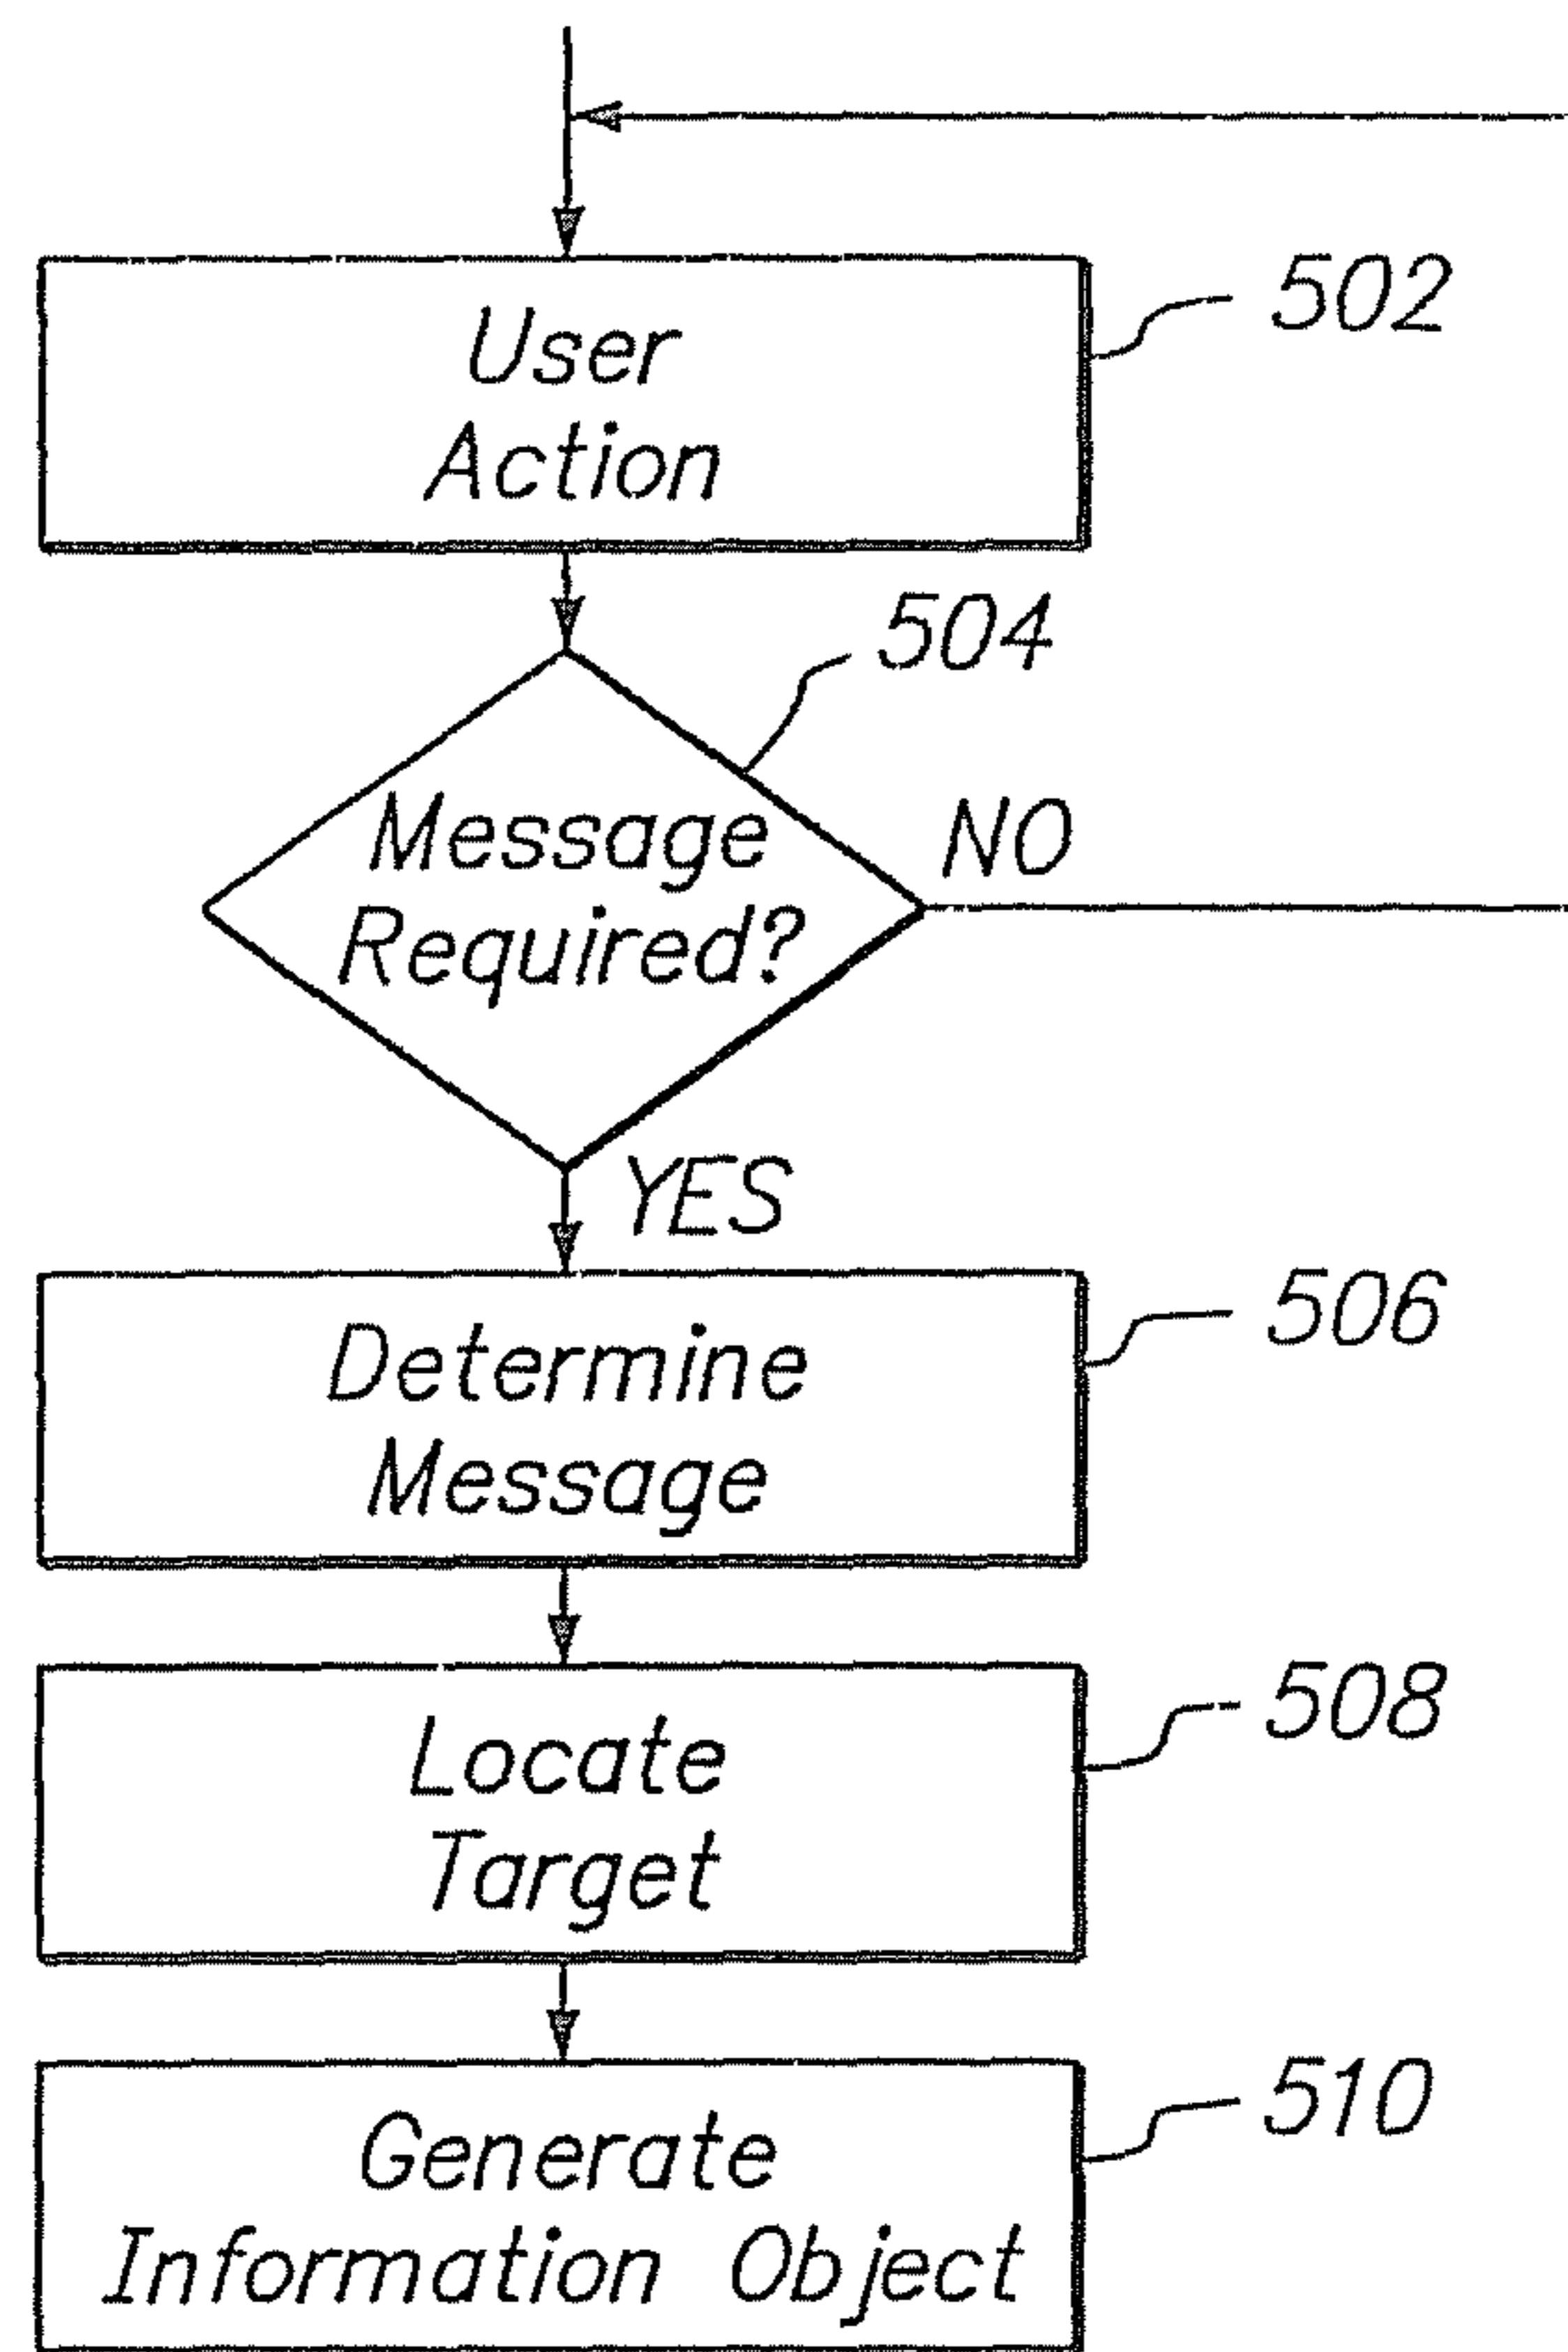 User
Action
502
504
Message
Required?
NO
YES
Determine
Message
506
Locate
Target
508
Generate
Information Object
510